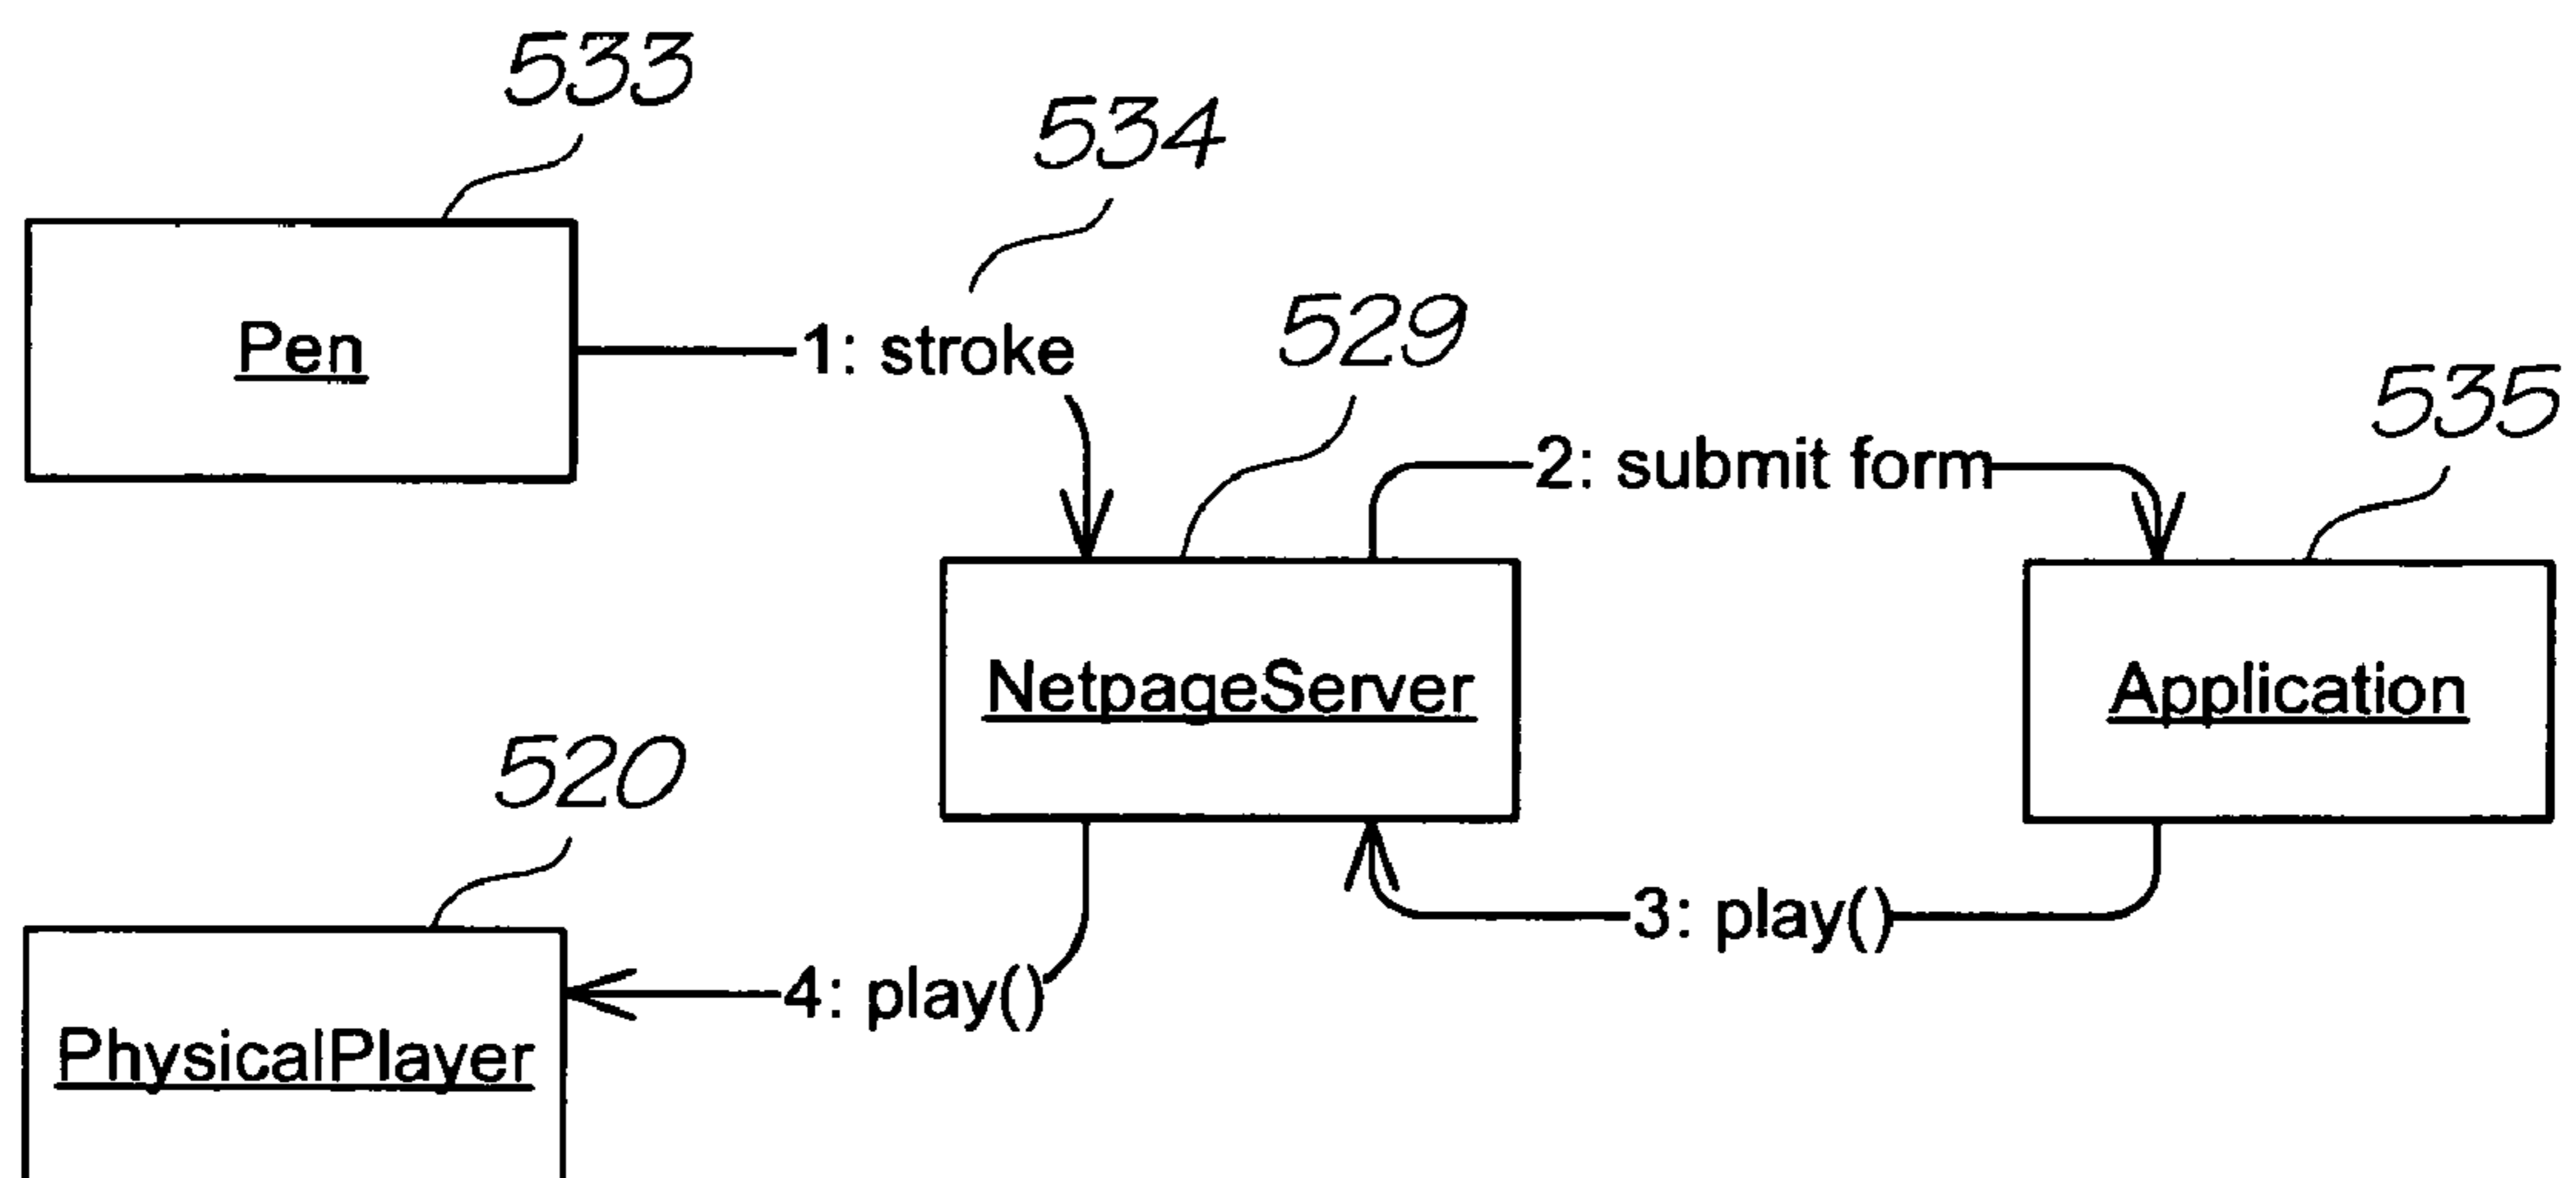 533
534
Pen
1: stroke
529
535
2: submit form
NetpageServer
Application
520
3: play()
4: play()
PhysicalPlayer